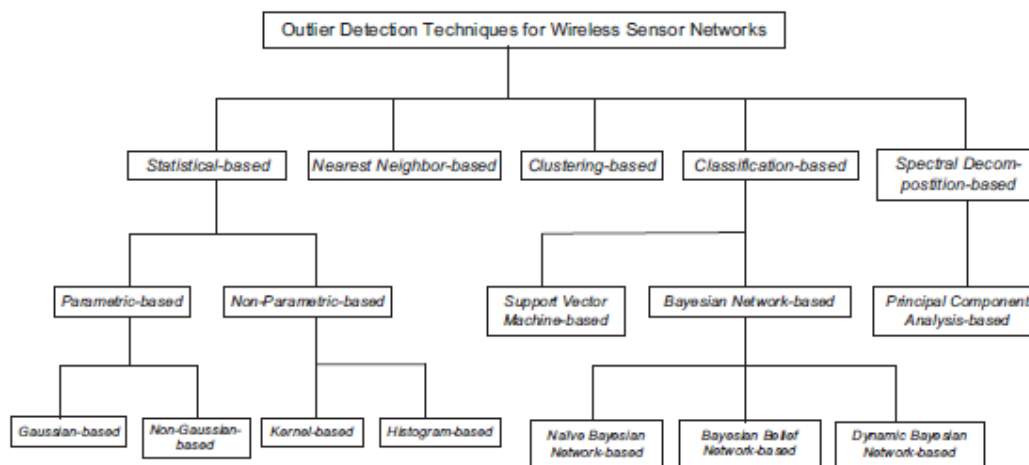 Outlier Detection Techniques for Wireless Sensor Networks
Statistical-based
Nearest Neighbor-based
Clustering-based
Classification-based
Spectral Decom-
postition-based
Parametric-based
Non-Parametric-based
Support Vector
Machine-based
Bayesian Network-based
Principal Component
Analysis-based
Gaussian-based
Non-Gaussian-
based
Kernel-based
Histogram-based
Naïve Bayesian
Network-based
Bayesian Belief
Network-based
Dynamic Bayesian
Network-based